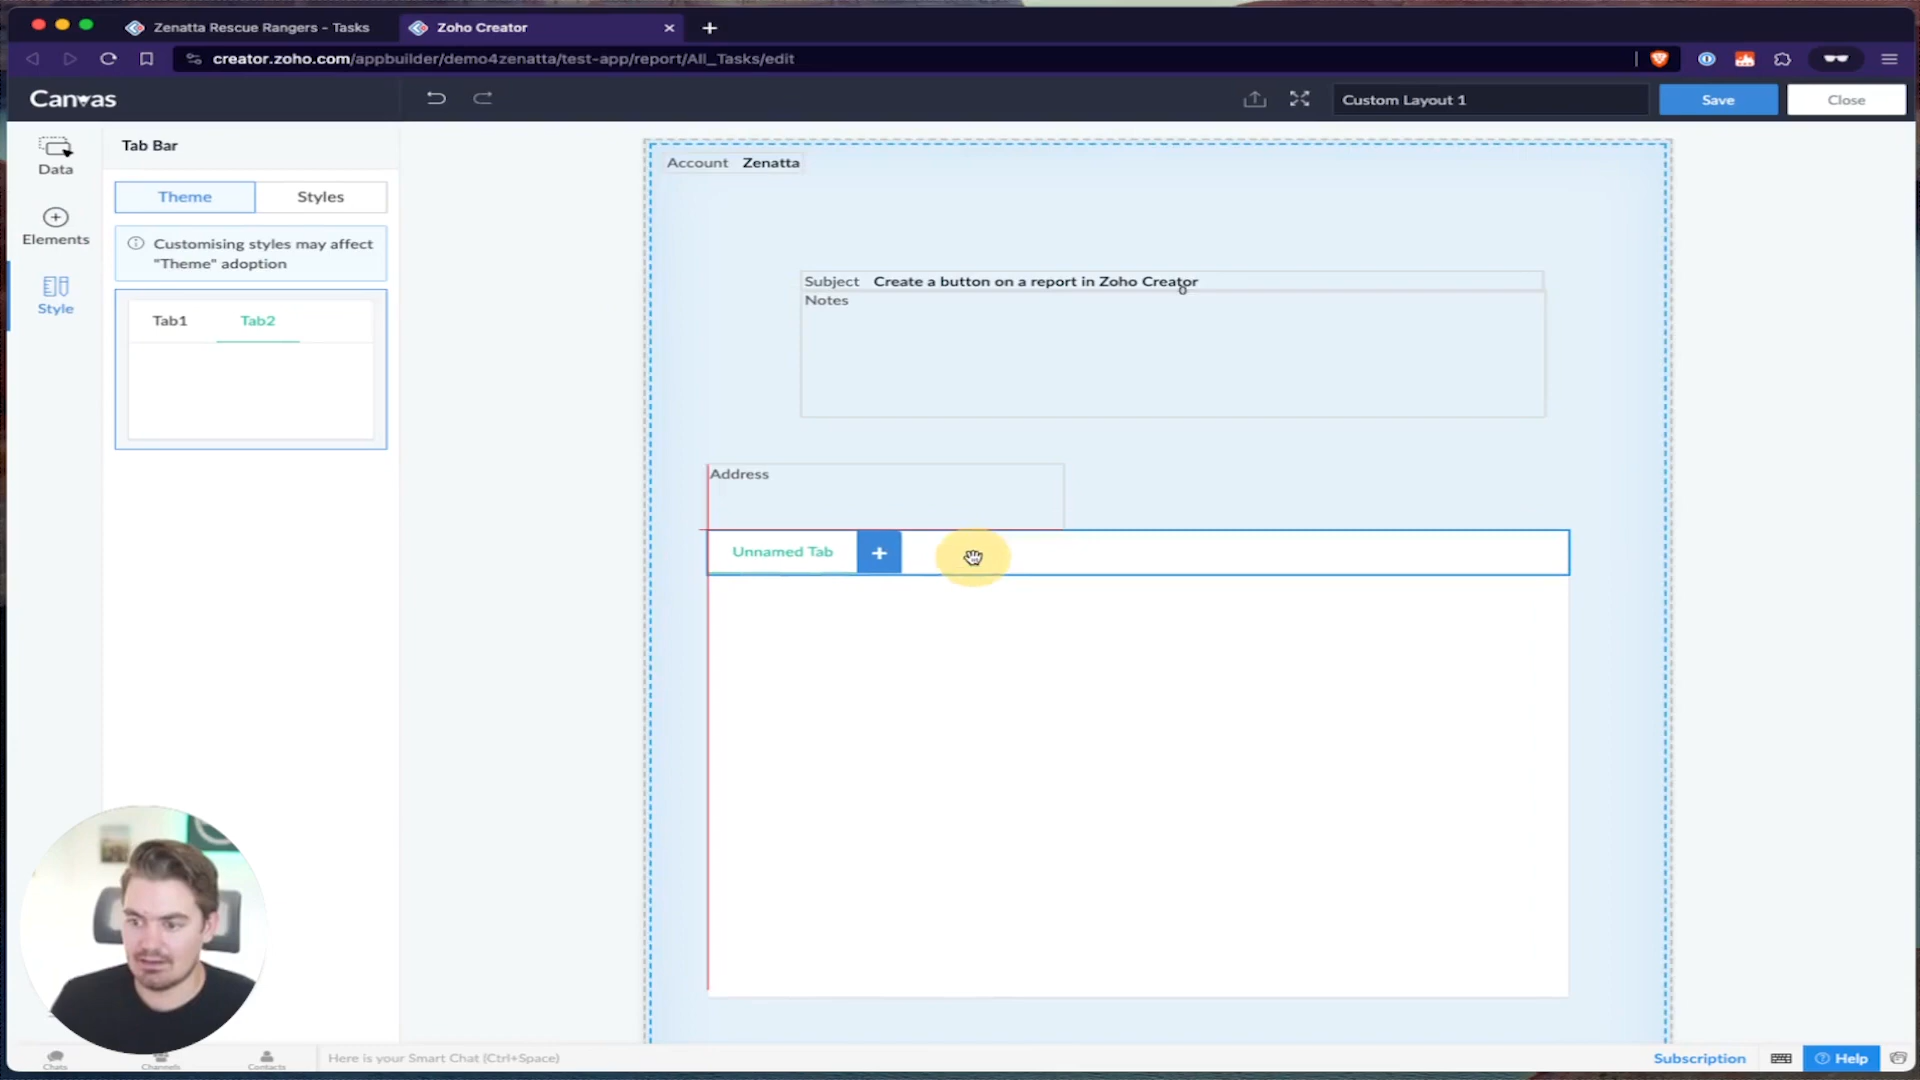 Zenatta Rescue Rangers - Tasks
Zoho Creator
creator.zoho.com/appbuilder/demo4zenatta/test-app/report/All_Tasks/edit
Canvas
Custom Layout 1
Save
Close
Data
Elements
Style
Tab Bar
Theme
Styles
Customising styles may affect
"Theme" adoption
Tab1
Tab2
Account Zenatta
Subject Create a button on a report in Zoho Creator
Notes
Address
Unnamed Tab
Chats
Channels
Contacts
Here is your Smart Chat (Ctrl+Space)
Subscription
Help